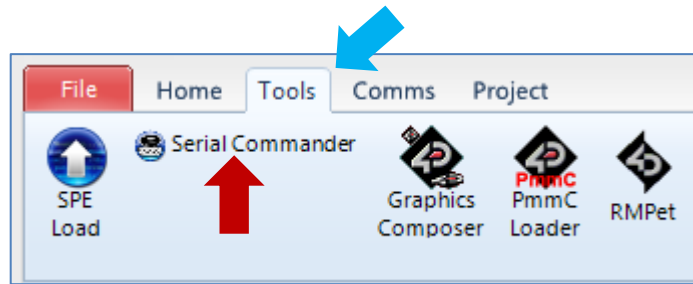 File Home Tools Comms Project
Serial Commander
SPE
Load
Graphics
Composer
PmmC
PmmC
Loader
RMPet